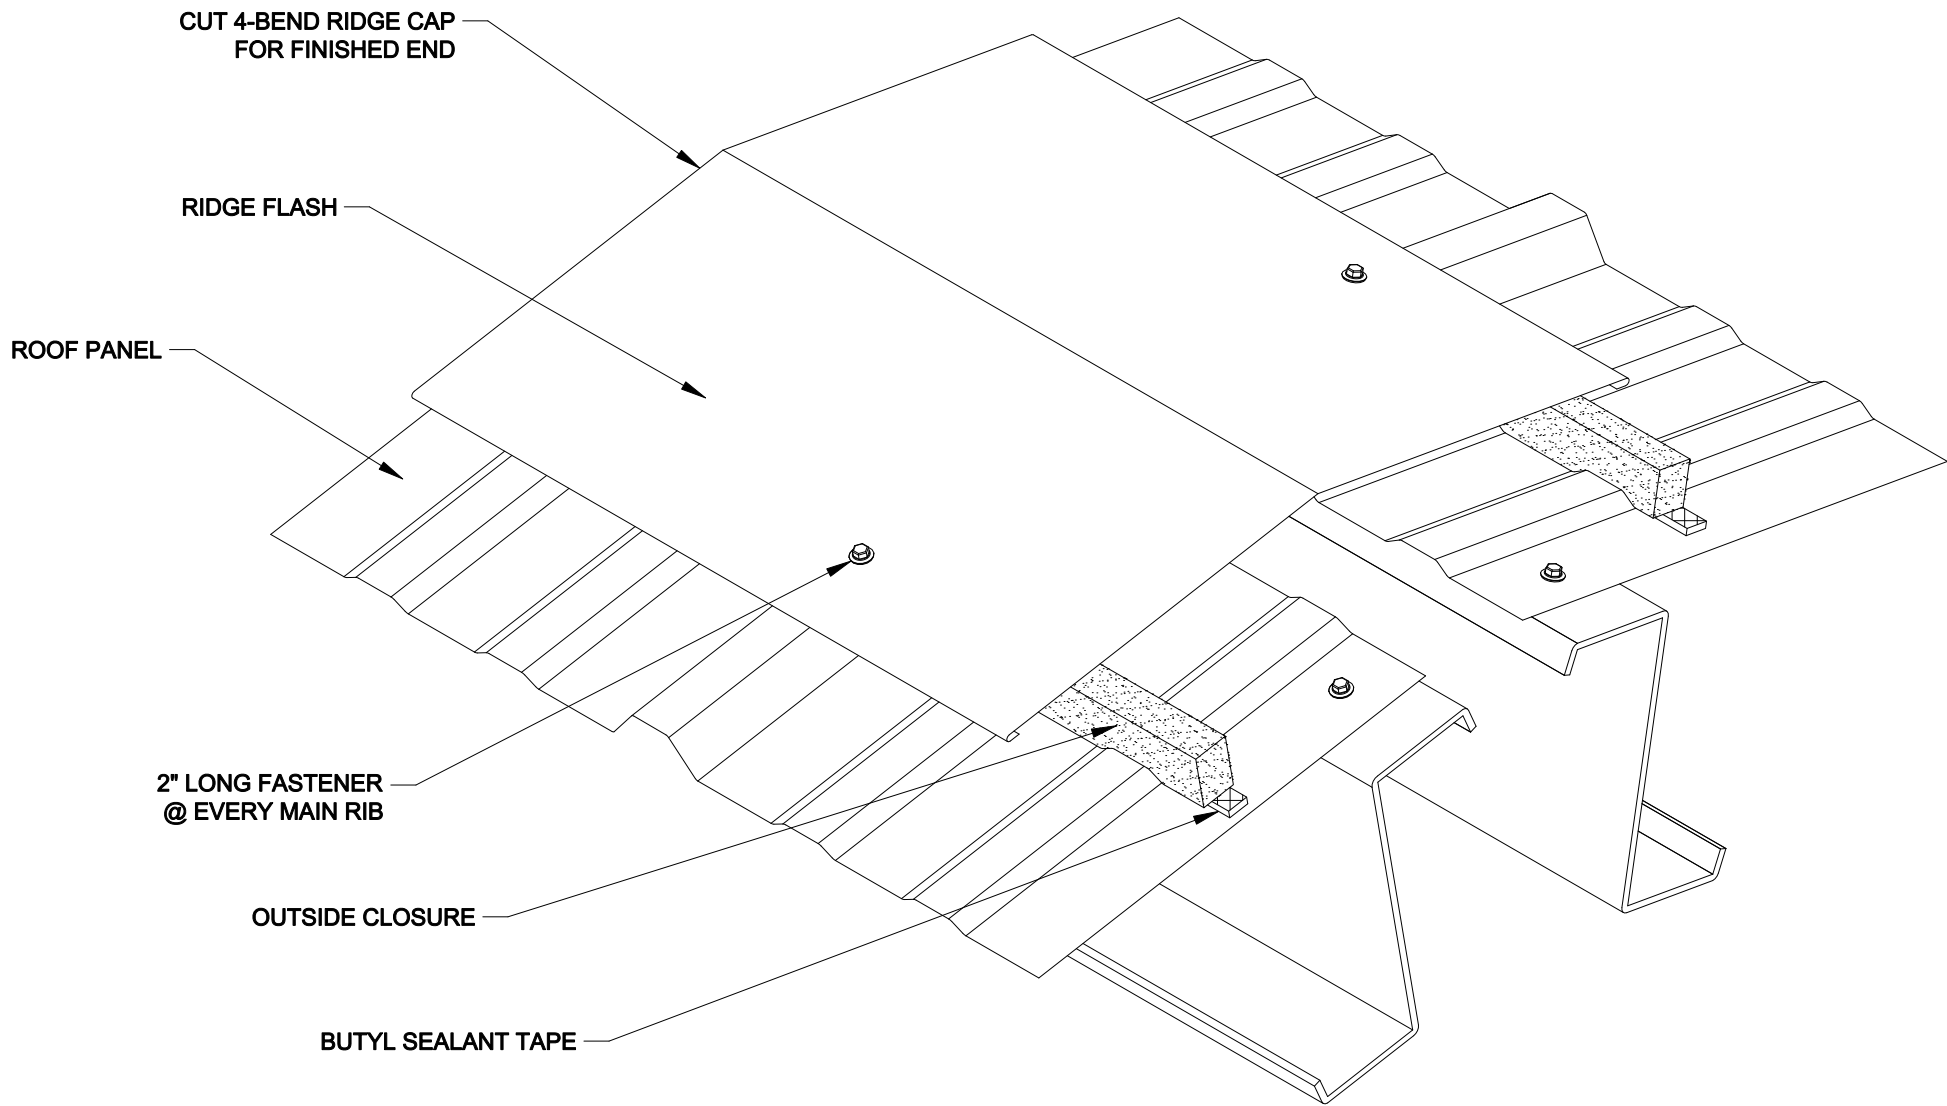 CUT 4-BEND RIDGE CAP
FOR FINISHED END
RIDGE FLASH
ROOF PANEL
2" LONG FASTENER
@ EVERY MAIN RIB
OUTSIDE CLOSURE
BUTYL SEALANT TAPE